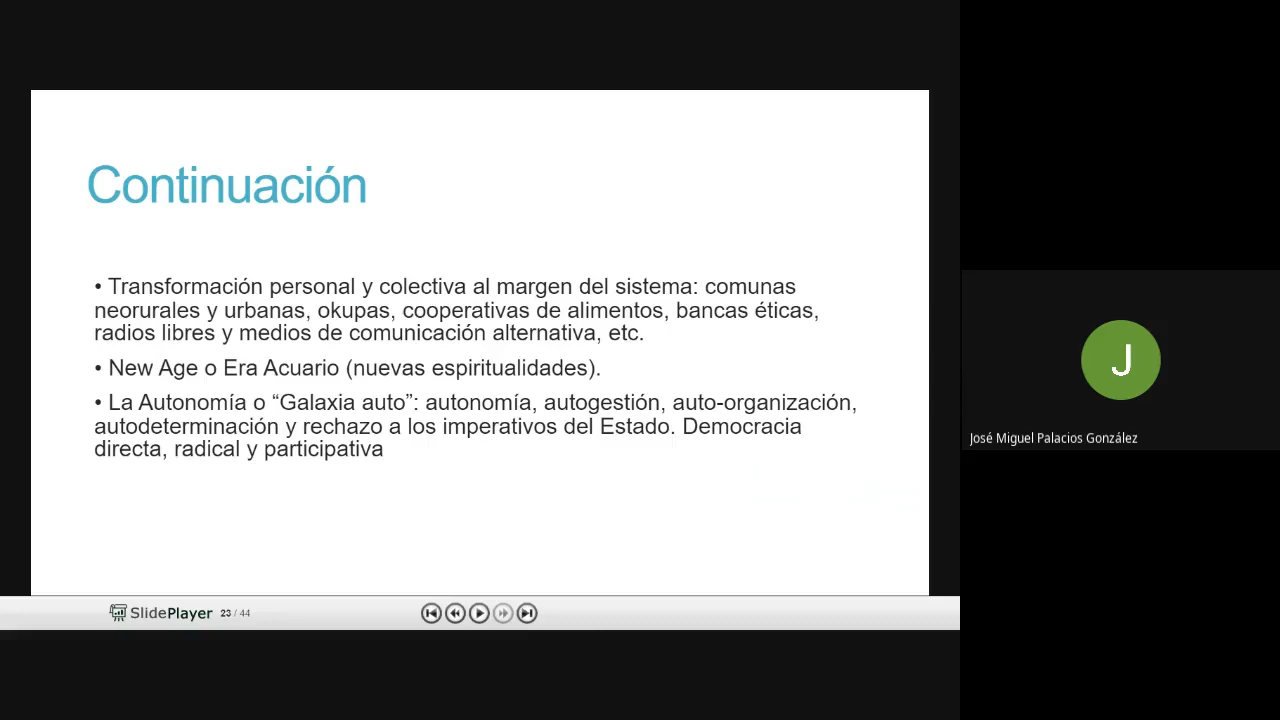 Continuación
• Transformación personal y colectiva al margen del sistema: comunas
neorurales y urbanas, okupas, cooperativas de alimentos, bancas éticas,
radios libres y medios de comunicación alternativa, etc.
• New Age o Era Acuario (nuevas espiritualidades).
• La Autonomía o “Galaxia auto”: autonomía, autogestión, auto-organización,
autodeterminación y rechazo a los imperativos del Estado. Democracia
directa, radical y participativa
J
José Miguel Palacios González
SlidePlayer 23 / 44